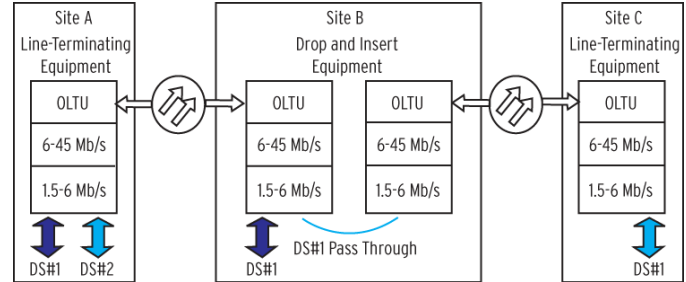 Site A
Line-Terminating
Equipment
OLTU
6-45 Mb/s
1.5-6 Mb/s
DS#1
DS#2
Site B
Drop and Insert
Equipment
OLTU
6-45 Mb/s
1.5-6 Mb/s
OLTU
6-45 Mb/s
1.5-6 Mb/s
DS#1 Pass Through
DS#1
Site C
Line-Terminating
Equipment
OLTU
6-45 Mb/s
1.5-6 Mb/s
DS#1